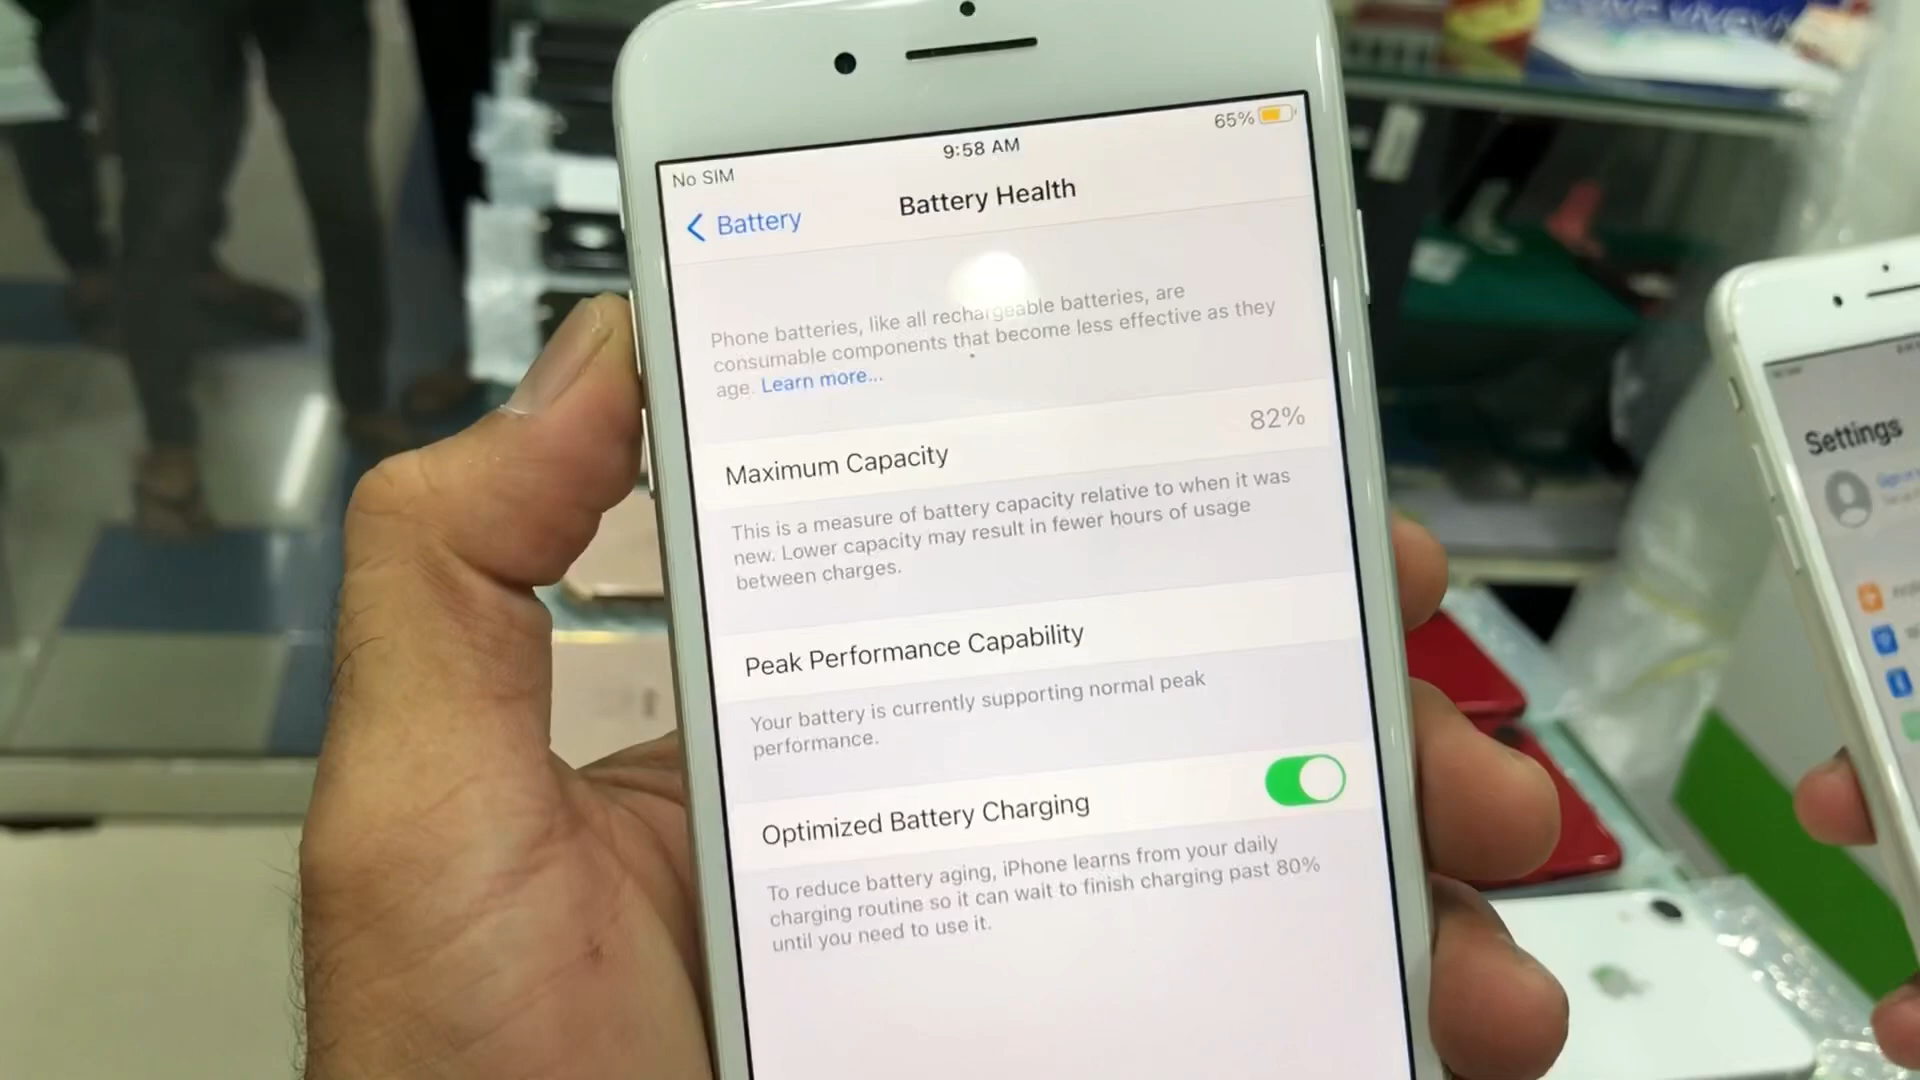 No SIM
9:58 AM
65%
Battery
Battery Health
Phone batteries, like all rechargeable batteries, are
consumable components that become less effective as they
age. Learn more...
Maximum Capacity
82%
This is a measure of battery capacity relative to when it was
new. Lower capacity may result in fewer hours of usage
between charges.
Peak Performance Capability
Your battery is currently supporting normal peak
performance.
Optimized Battery Charging
To reduce battery aging, iPhone learns from your daily
charging routine so it can wait to finish charging past 80%
until you need to use it.
Settings